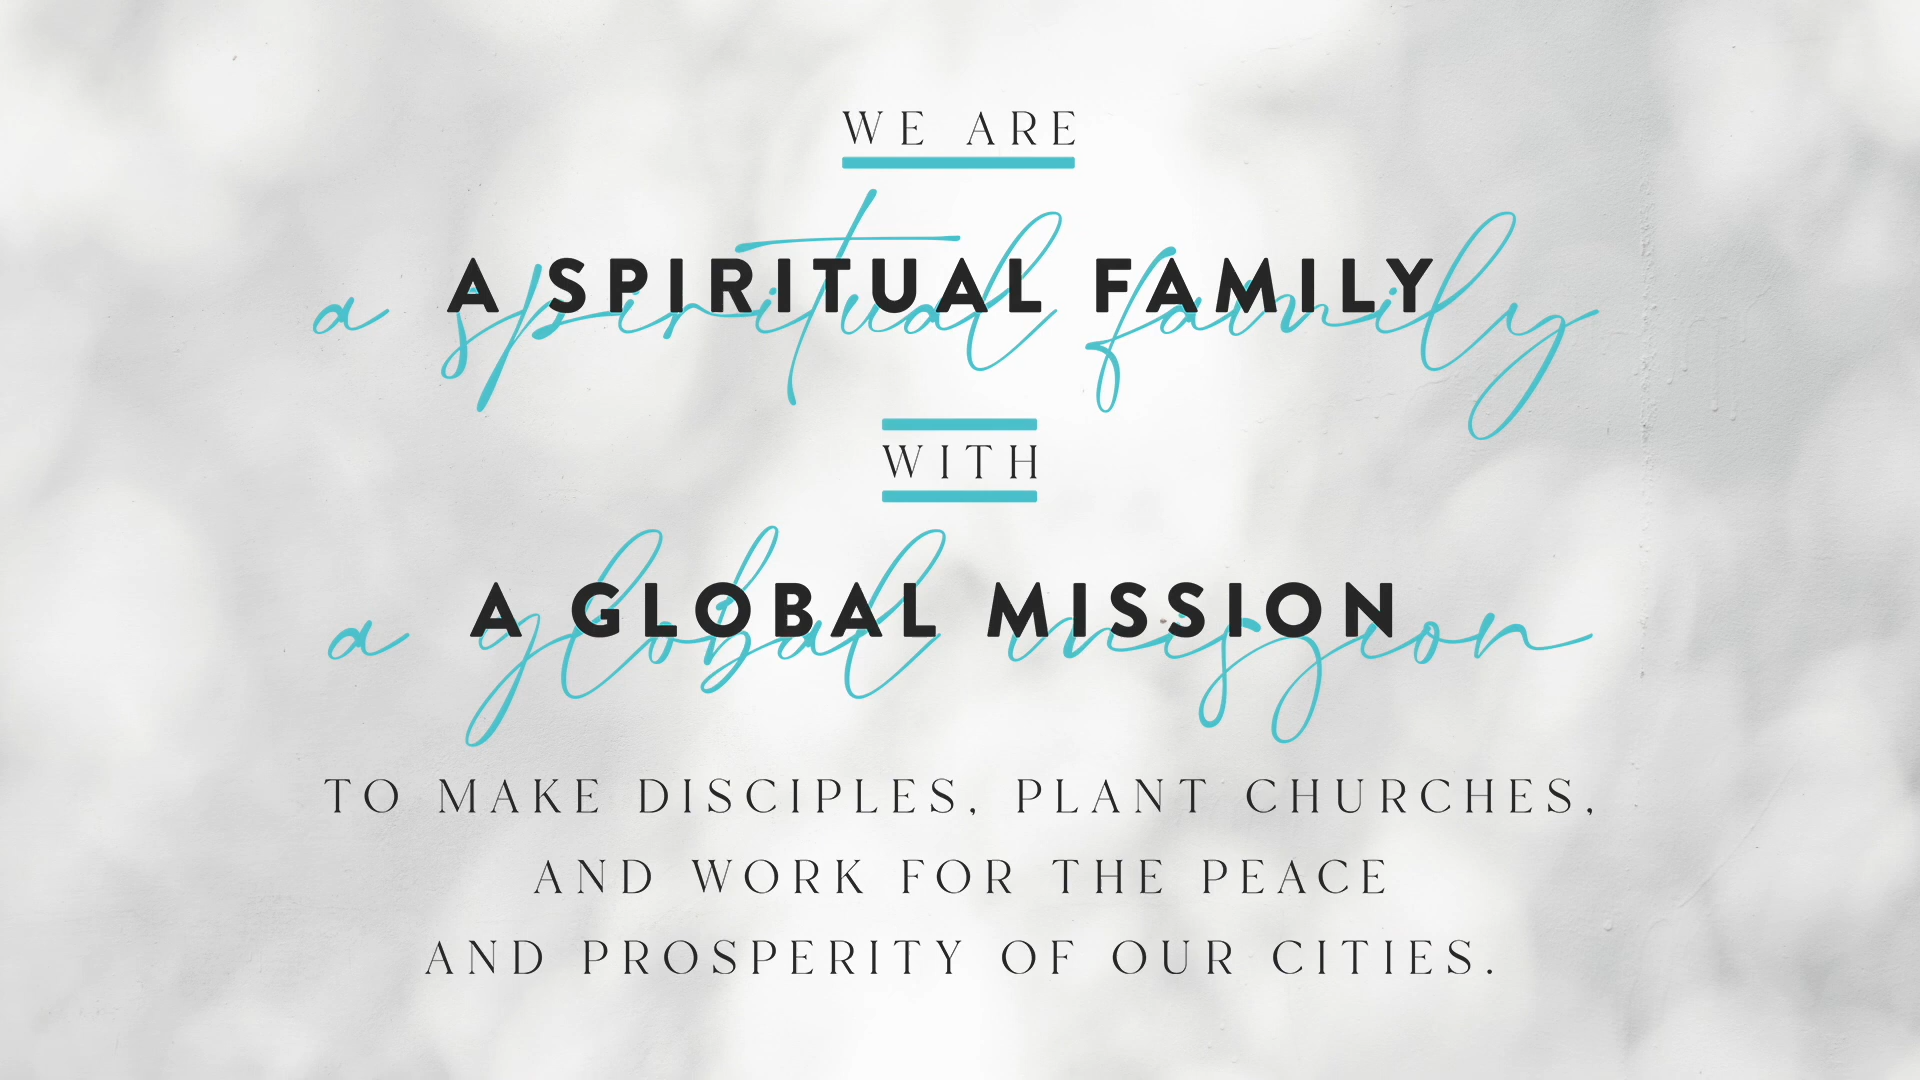 WE ARE
A SPIRITUAL FAMILY
a spiritual family
WITH
A GLOBAL MISSION
a global mission
TO MAKE DISCIPLES, PLANT CHURCHES,
AND WORK FOR THE PEACE
AND PROSPERITY OF OUR CITIES.